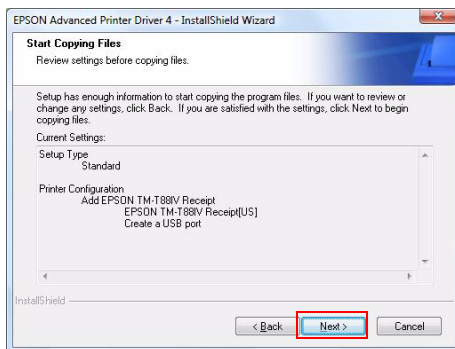 EPSON Advanced Printer Driver 4 - InstallShield Wizard
Start Copying Files
Review settings before copying files.
Setup has enough information to start copying the program files. If you want to review or
change any settings, click Back. If you are satisfied with the settings, click Next to begin
copying files.
Current Settings:
Setup Type
Standard
Printer Configuration
Add EPSON TM-T88IV Receipt
EPSON TM-T88IV Receipt[US]
Create a USB port
InstallShield
< Back
Next >
Cancel